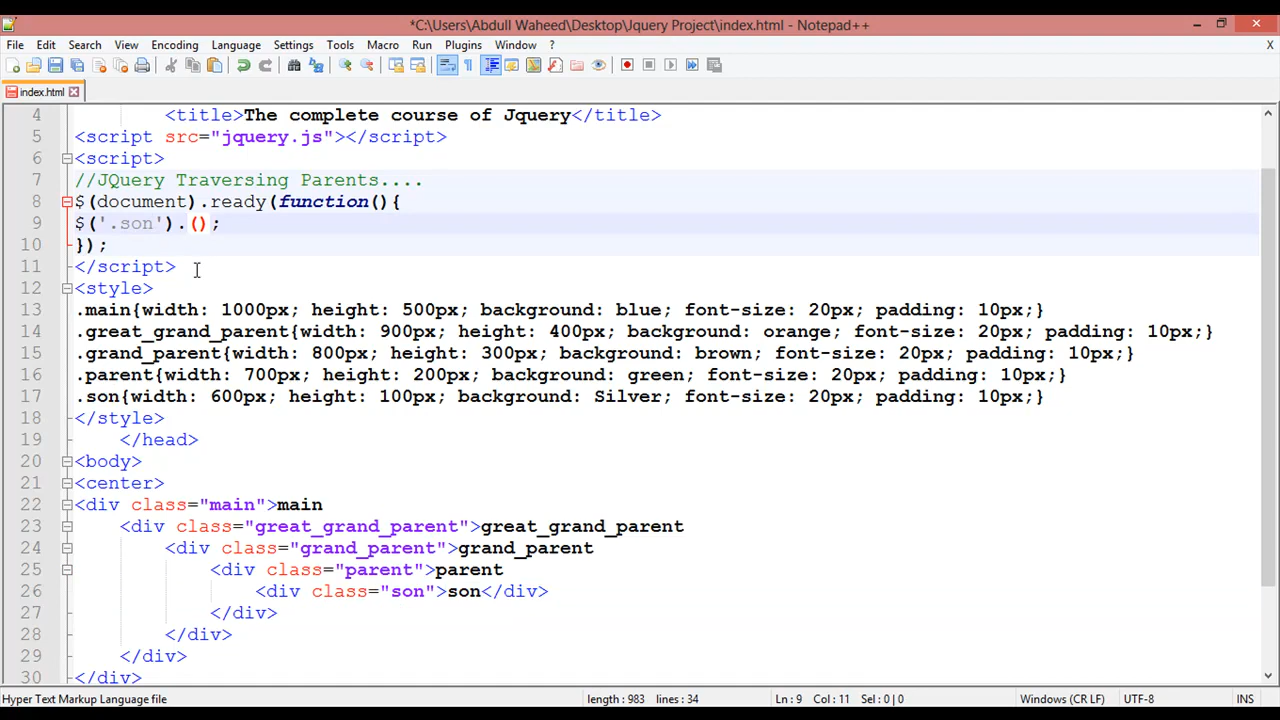 *C:\Users\Abdull Waheed\Desktop\Jquery Project\index.html - Notepad++
File Edit Search View Encoding Language Settings Tools Macro Run Plugins Window ? X
index.html
4 <title>The complete course of Jquery</title>
5 <script src="jquery.js"></script>
6 <script>
7 //JQuery Traversing Parents....
8 $(document).ready(function(){
9 $('.son').();
10 });
11 </script>
12 <style>
13 .main{width: 1000px; height: 500px; background: blue; font-size: 20px; padding: 10px;}
14 .great_grand_parent{width: 900px; height: 400px; background: orange; font-size: 20px; padding: 10px;}
15 .grand_parent{width: 800px; height: 300px; background: brown; font-size: 20px; padding: 10px;}
16 .parent{width: 700px; height: 200px; background: green; font-size: 20px; padding: 10px;}
17 .son{width: 600px; height: 100px; background: Silver; font-size: 20px; padding: 10px;}
18 </style>
19 </head>
20 <body>
21 <center>
22 <div class="main">main
23 <div class="great_grand_parent">great_grand_parent
24 <div class="grand_parent">grand_parent
25 <div class="parent">parent
26 <div class="son">son</div>
27 </div>
28 </div>
29 </div>
30 </div>
Hyper Text Markup Language file length : 983 lines : 34 Ln : 9 Col : 11 Sel : 0 | 0 Windows (CR LF) UTF-8 INS